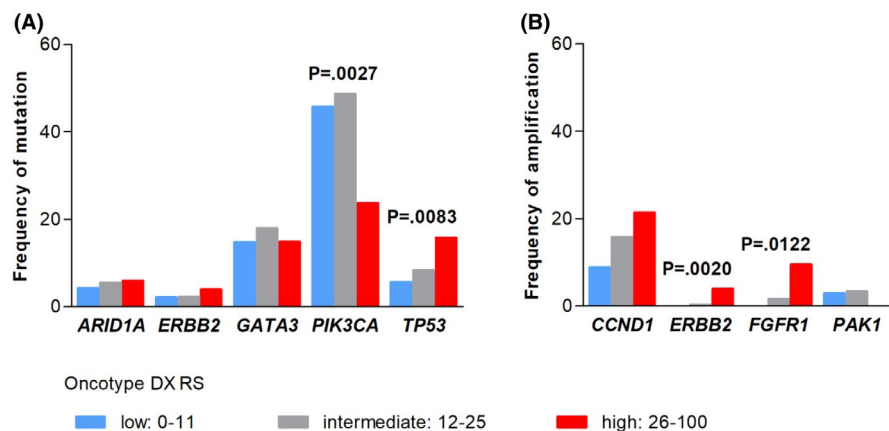 (A)
Frequency of mutation
60
40
20
0
P=.0027
P=.0083
ARID1A ERBB2 GATA3 PIK3CA TP53
(B)
Frequency of amplification
60
40
20
0
P=.0020
P=.0122
CCND1 ERBB2 FGFR1 PAK1
Oncotype DX RS
low: 0-11 intermediate: 12-25 high: 26-100